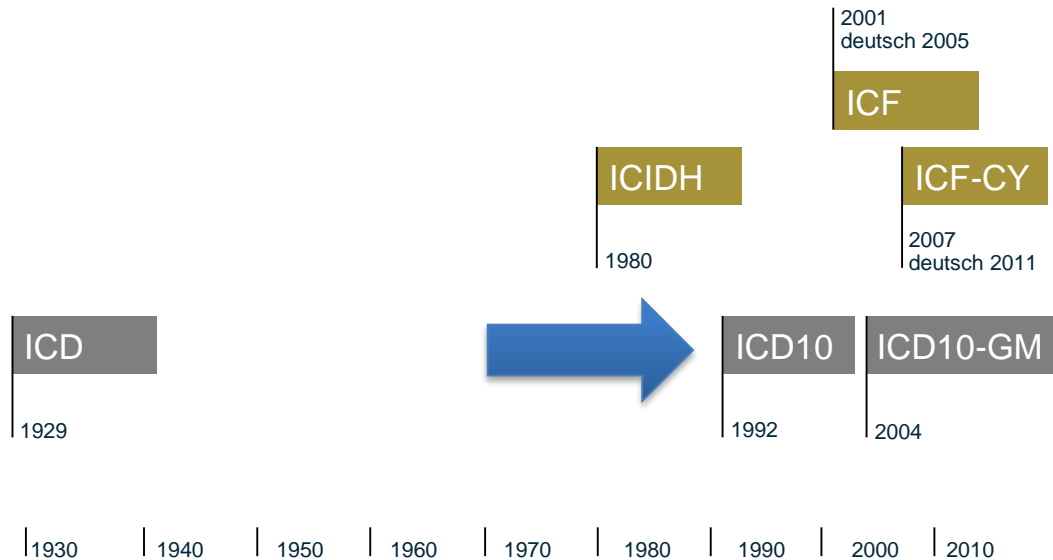 2001
deutsch 2005
ICF
ICIDH
ICF-CY
1980
2007
deutsch 2011
ICD
ICD10
ICD10-GM
1929
1992
2004
1930
1940
1950
1960
1970
1980
1990
2000
2010